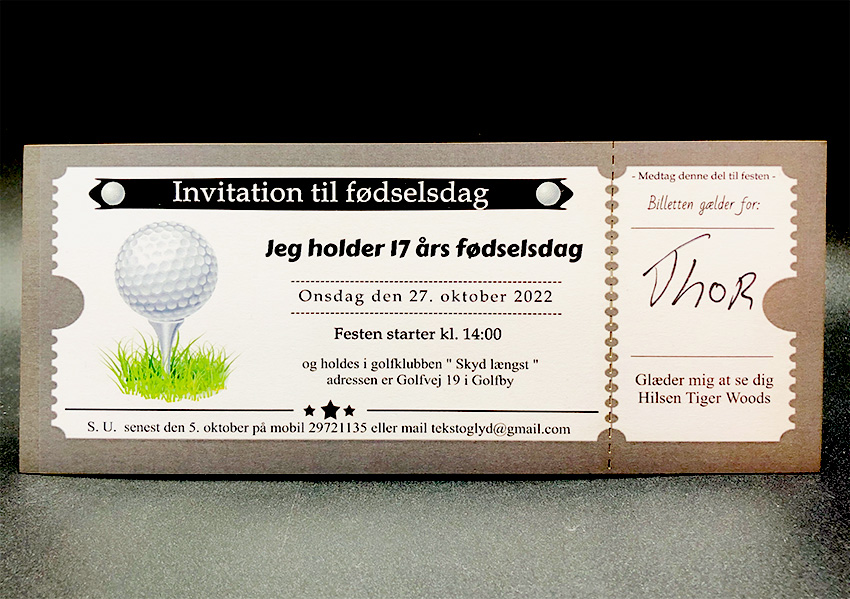 Invitation til fødselsdag
Jeg holder 17 års fødselsdag
Onsdag den 27. oktober 2022
Festen starter kl. 14:00
og holdes i golfklubben " Skyd længst "
adressen er Golfvej 19 i Golfby
S. U. senest den 5. oktober på mobil 29721135 eller mail tekstoglyd@gmail.com
- Medtag denne del til festen -
Billetten gælder for:
Thor
Glæder mig at se dig
Hilsen Tiger Woods